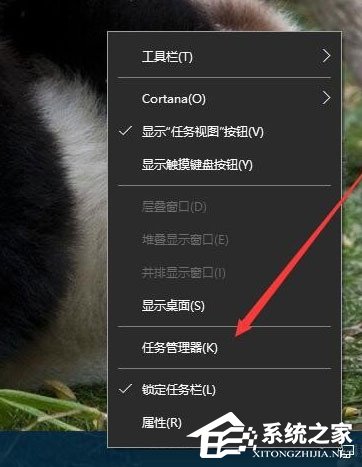 工具栏(T)
Cortana(O)
显示“任务视图”按钮(V)
显示触摸键盘按钮(Y)
层叠窗口(D)
堆叠显示窗口(E)
并排显示窗口(I)
显示桌面(S)
任务管理器(K)
锁定任务栏(L)
属性(R)
系统之家
XITONGZHIJIA.NET